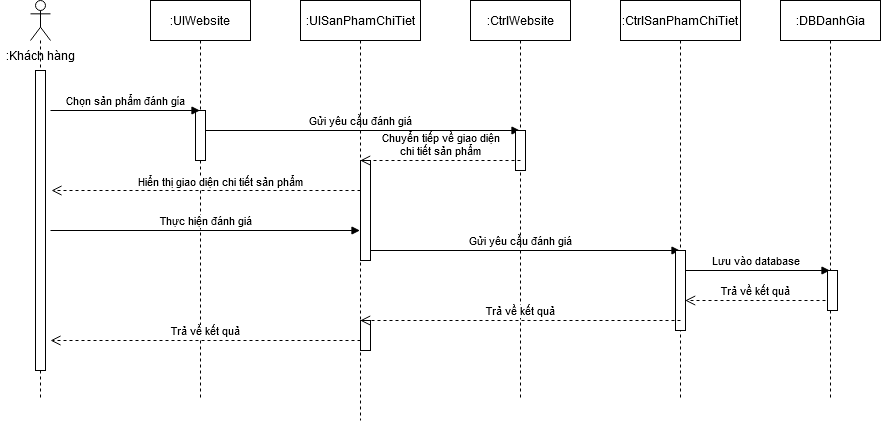 :UIWebsite
:UISanPhamChiTiet
:CtrlWebsite
:CtrlSanPhamChiTiet
:DBDanhGia
:Khách hàng
Chọn sản phẩm đánh gía
Gửi yêu cầu đánh giá
Chuyển tiếp về giao diện
chi tiết sản phẩm
Hiển thị giao diện chi tiết sản phẩm
Thực hiện đánh giá
Gửi yêu cầu đánh giá
Lưu vào database
Trả về kết quả
Trả về kết quả
Trả về kết quả